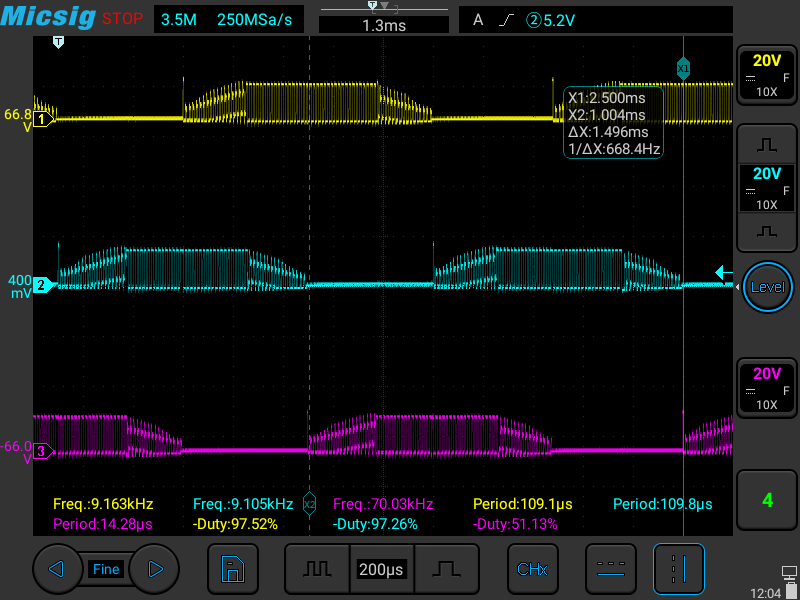 Micsig STOP 3.5M 250MSa/s T 1.3ms A ②5.2V
T
X1
20V
F
10X
X1:2.500ms
X2:1.004ms
ΔX:1.496ms
1/ΔX:668.4Hz
66.8
V
1
20V
F
10X
400
mV
2
Level
20V
F
10X
-66.0
V
3
Freq.:9.163kHz Freq.:9.105kHz X2 Freq.:70.03kHz Period:109.1μs Period:109.8μs
Period:14.28μs -Duty:97.52% -Duty:97.26% -Duty:51.13%
4
Fine 200μs CHx
12:04